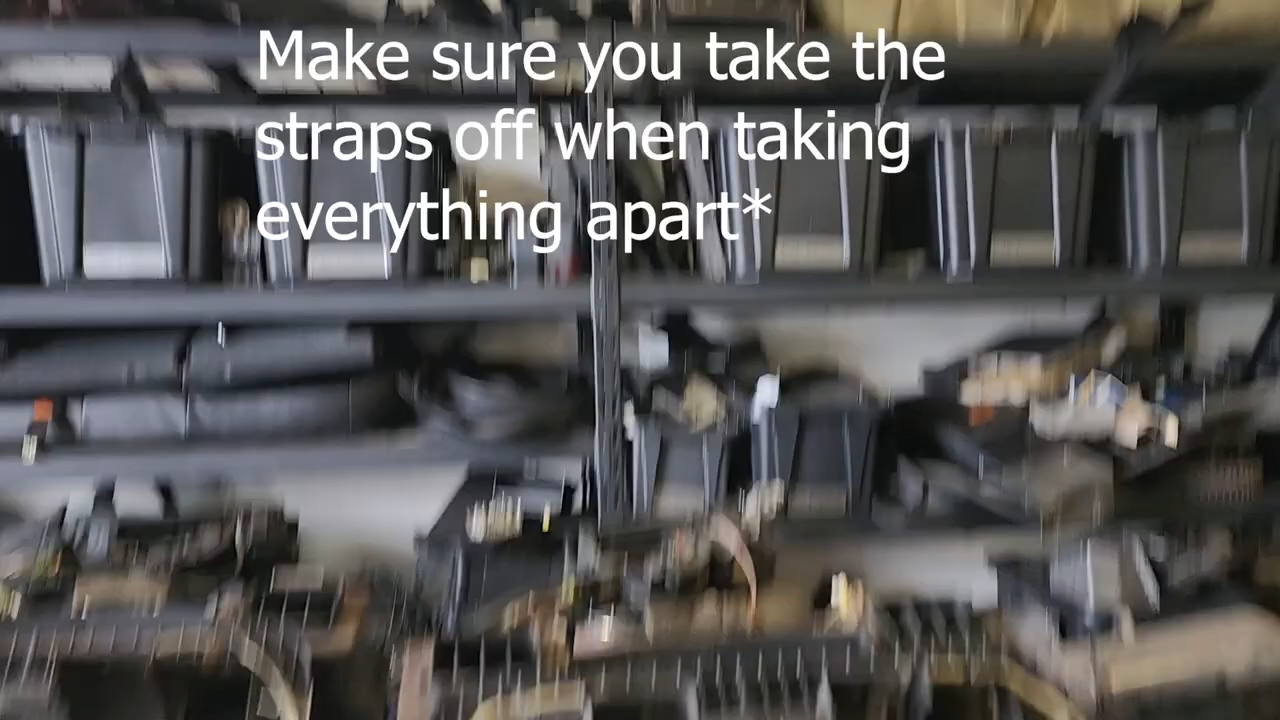 Make sure you take the
straps off when taking
everything apart*